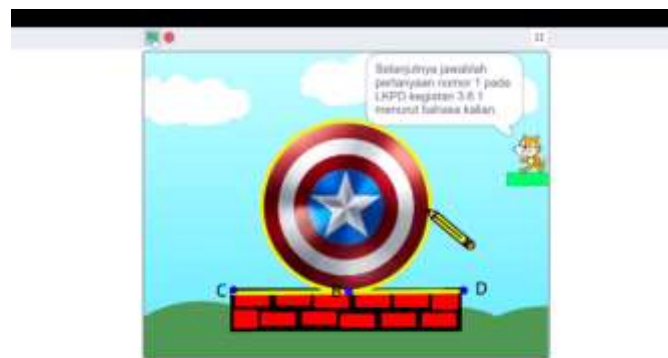 Selanjutnya jawablah
pertanyaan nomor 1 pada
LKPD kegiatan 3.6.1
menurut bahasa kalian
C
B
D